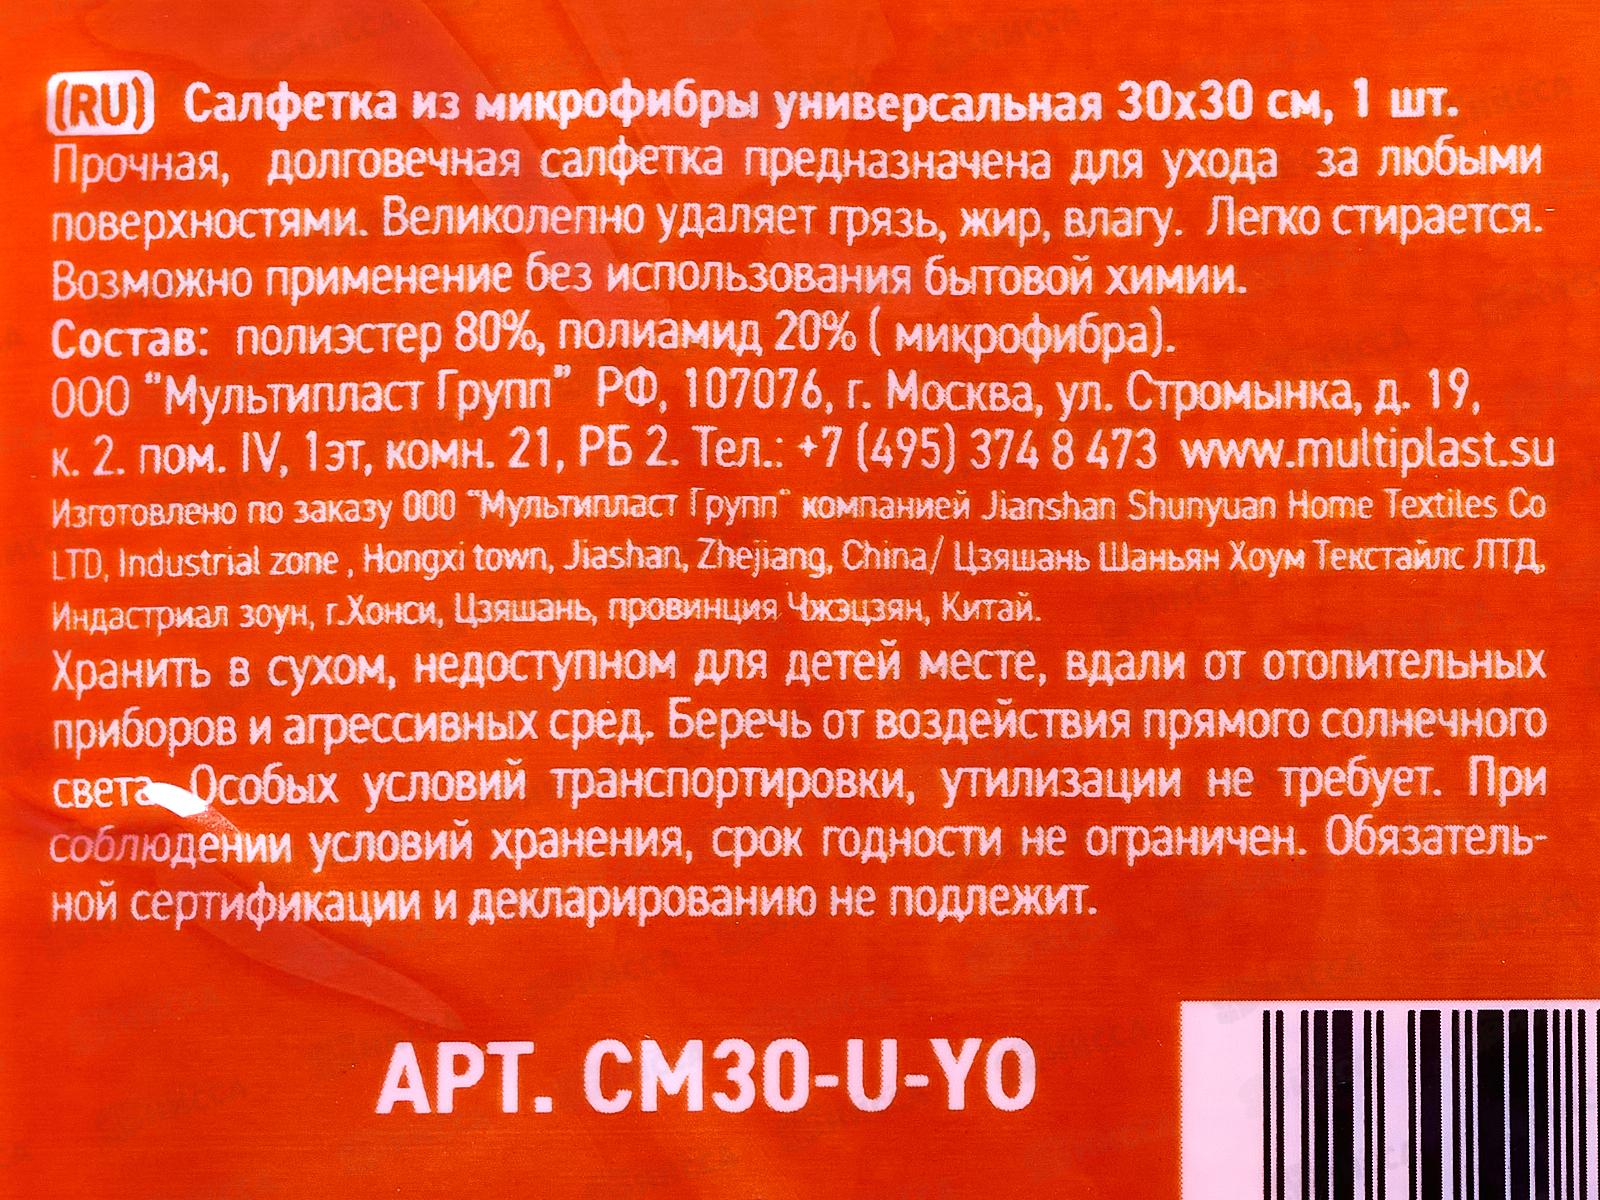 (RU) Салфетка из микрофибры универсальная 30х30 см, 1 шт.
Прочная, долговечная салфетка предназначена для ухода за любыми
поверхностями. Великолепно удаляет грязь, жир, влагу. Легко стирается.
Возможно применение без использования бытовой химии.
Состав: полиэстер 80%, полиамид 20% ( микрофибра).
ООО "Мультипласт Групп" РФ, 107076, г. Москва, ул. Стромынка, д. 19,
к. 2. пом. IV, 1эт, комн. 21, РБ 2. Тел.: +7 (495) 374 8 473 www.multiplast.su
Изготовлено по заказу ООО "Мультипласт Групп" компанией Jianshan Shunyuan Home Textiles Co
LTD, Industrial zone , Hongxi town, Jiashan, Zhejiang, China/ Цзяшань Шаньян Хоум Текстайлс ЛТД,
Индастриал зоун, г.Хонси, Цзяшань, провинция Чжэцзян, Китай.
Хранить в сухом, недоступном для детей месте, вдали от отопительных
приборов и агрессивных сред. Беречь от воздействия прямого солнечного
света. Особых условий транспортировки, утилизации не требует. При
соблюдении условий хранения, срок годности не ограничен. Обязатель-
ной сертификации и декларированию не подлежит.
АРТ. CM30-U-YO